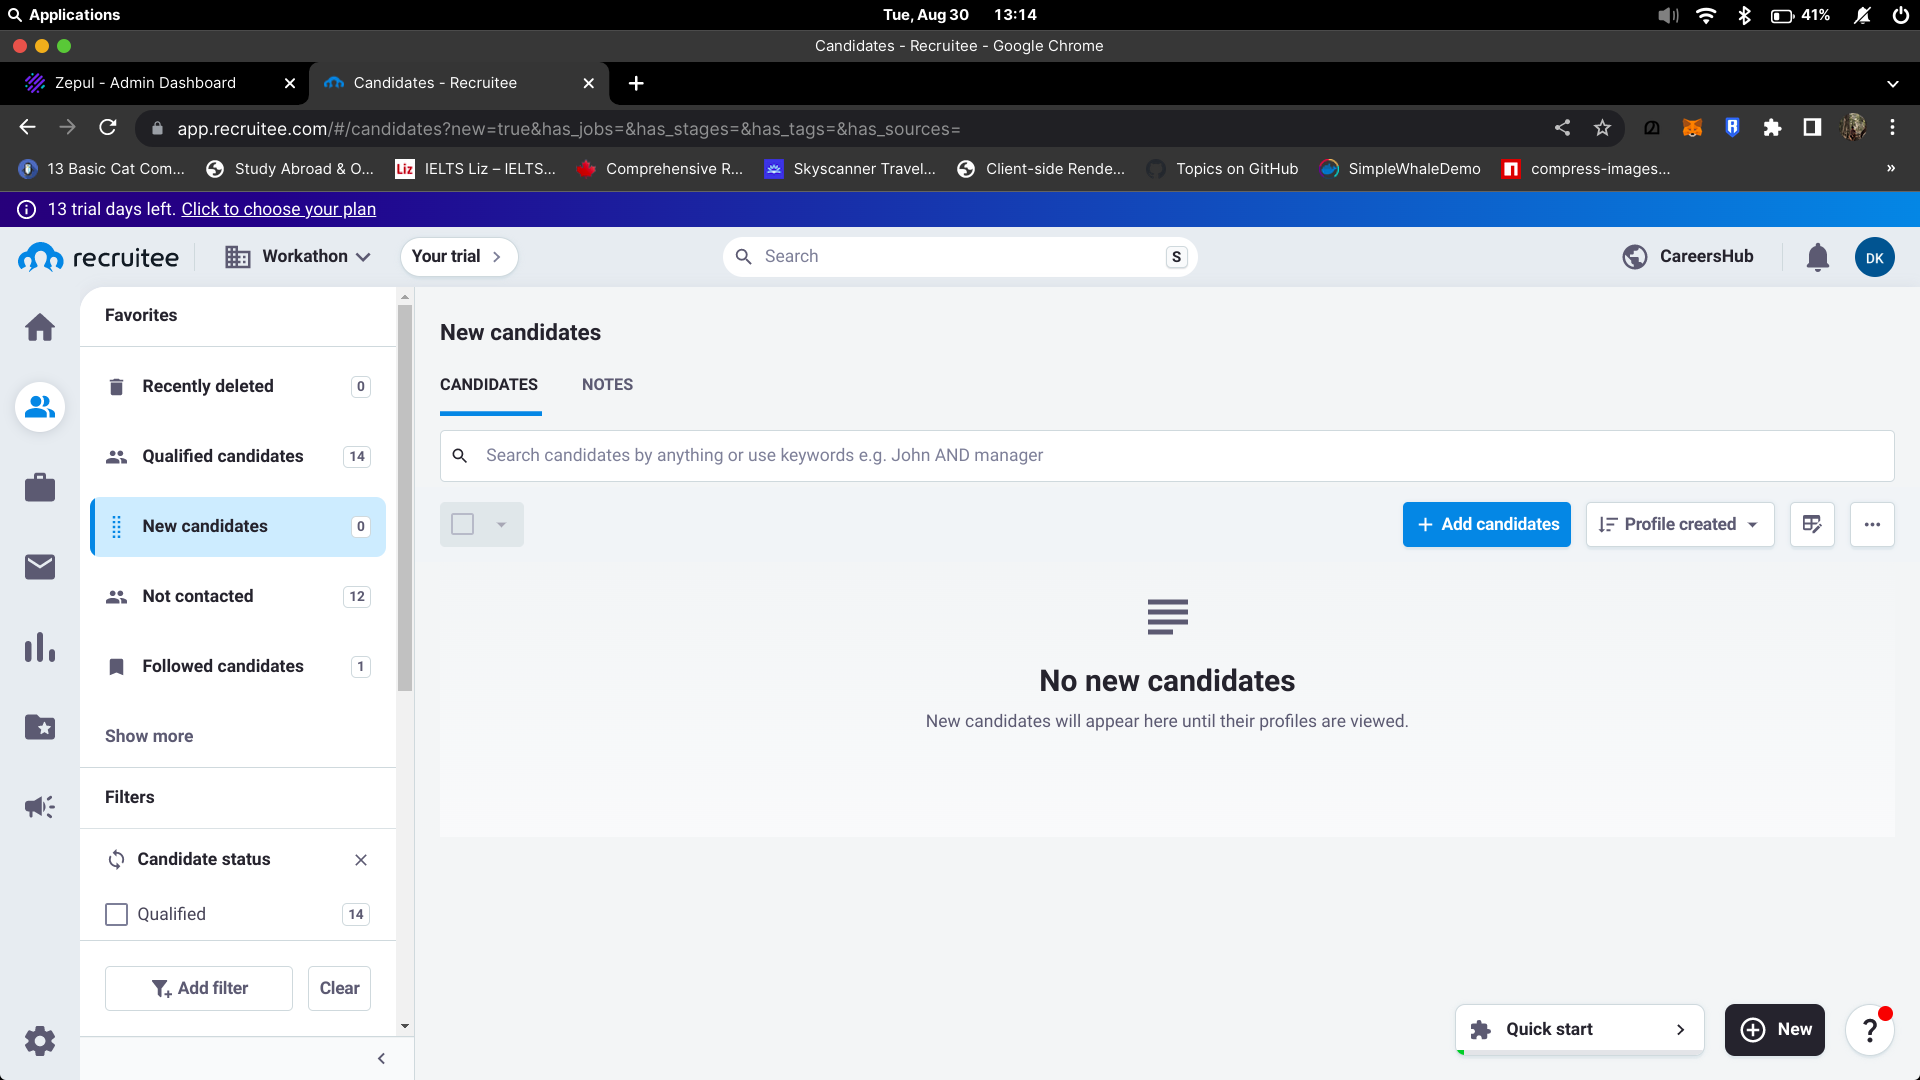 Applications
Tue, Aug 30 13:14
41%
Candidates - Recruitee - Google Chrome
Zepul - Admin Dashboard
Candidates - Recruitee
app.recruitee.com/#/candidates?new=true&has_jobs=&has_stages=&has_tags=&has_sources=
13 Basic Cat Com...
Study Abroad & O...
Liz IELTS Liz – IELTS...
Comprehensive R...
Skyscanner Travel...
Client-side Rende...
Topics on GitHub
SimpleWhaleDemo
compress-images...
»
13 trial days left. Click to choose your plan
recruitee
Workathon
Your trial
Search
S
CareersHub
DK
Favorites
Recently deleted 0
Qualified candidates 14
New candidates 0
Not contacted 12
Followed candidates 1
Show more
Filters
Candidate status
Qualified 14
Add filter
Clear
New candidates
CANDIDATES
NOTES
Search candidates by anything or use keywords e.g. John AND manager
+ Add candidates
Profile created
No new candidates
New candidates will appear here until their profiles are viewed.
Quick start
New
?